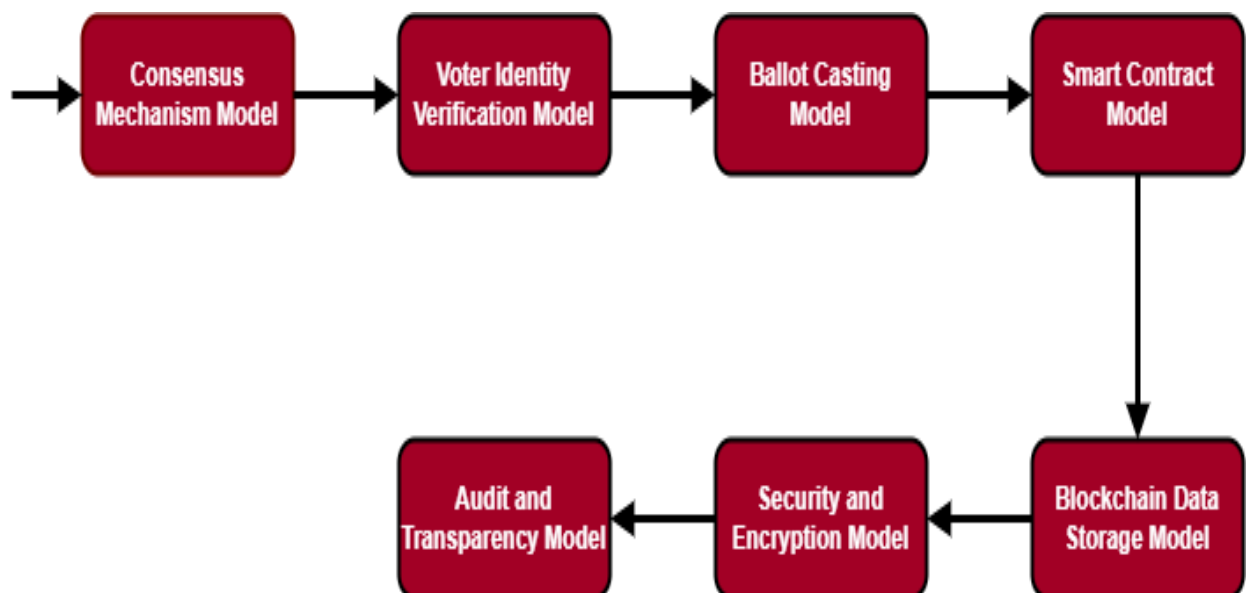 Consensus
Mechanism Model
Voter Identity
Verification Model
Ballot Casting
Model
Smart Contract
Model
Blockchain Data
Storage Model
Security and
Encryption Model
Audit and
Transparency Model